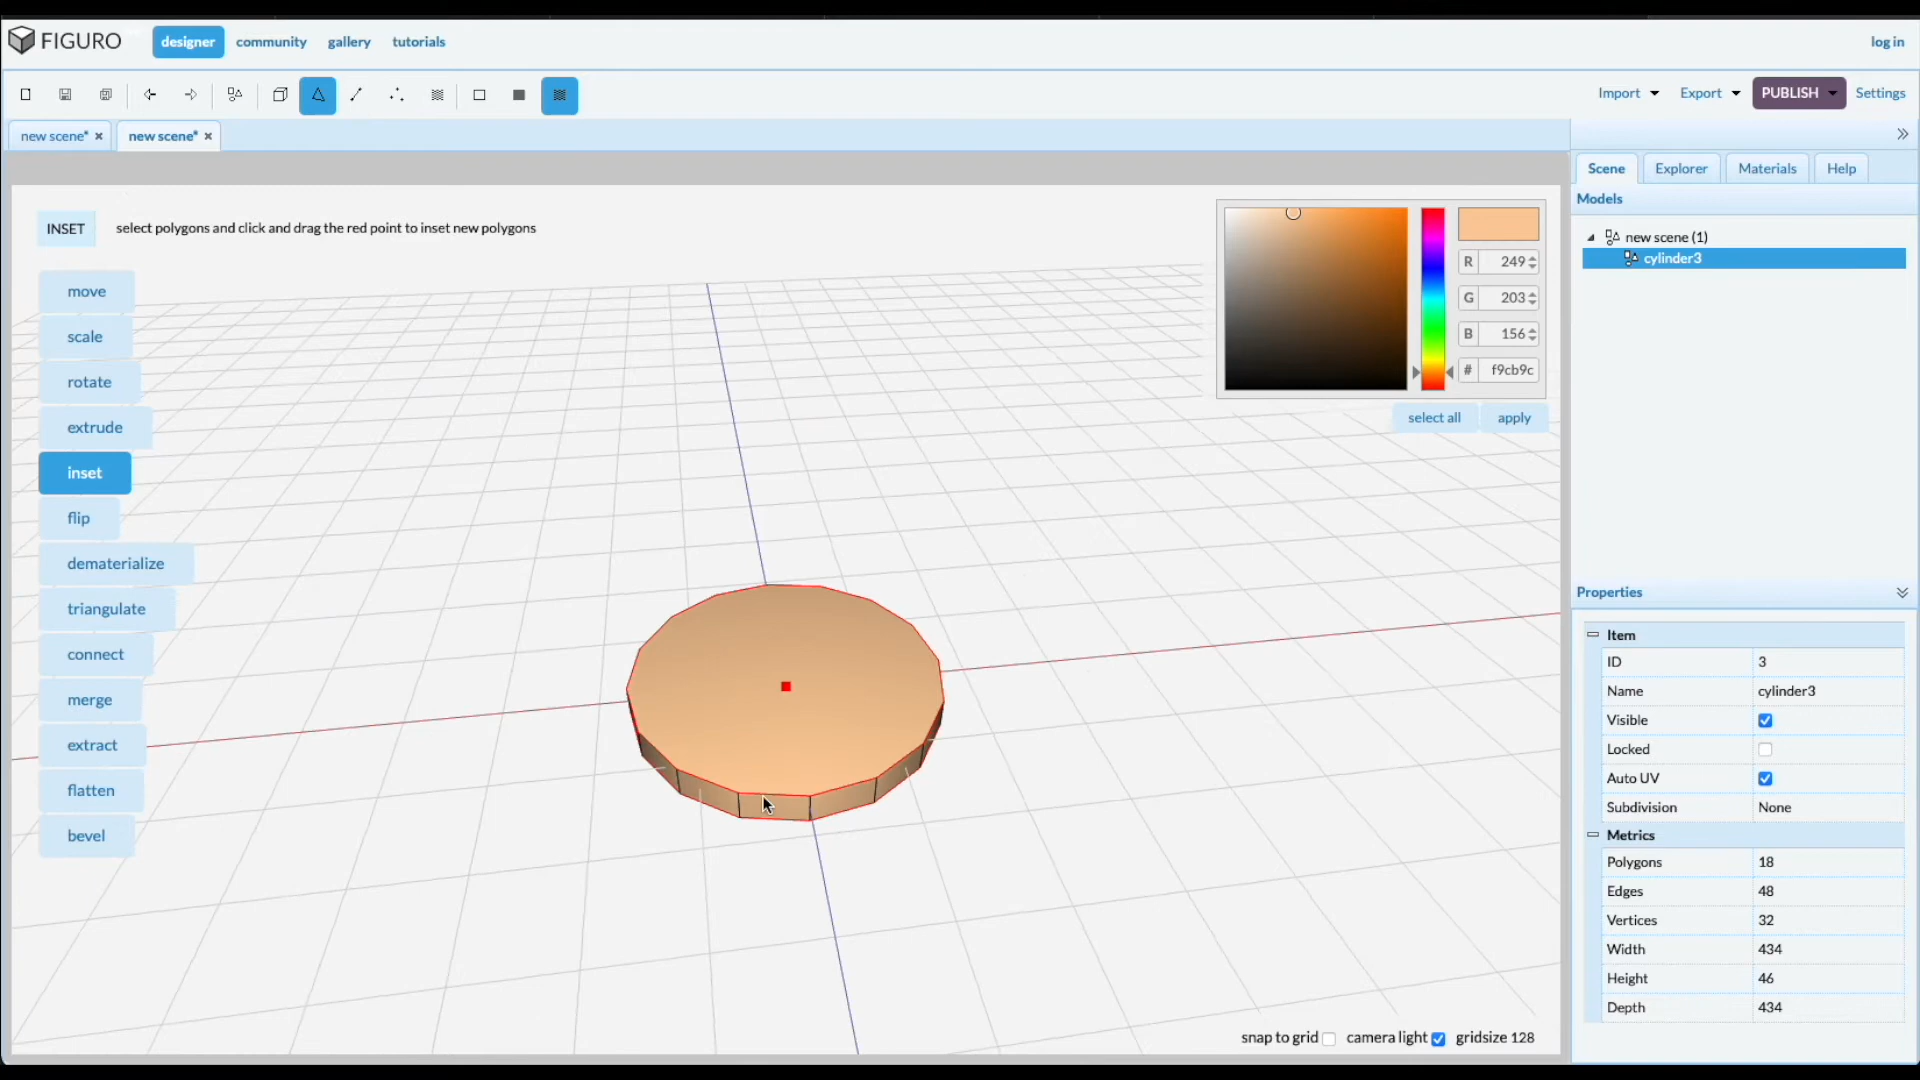 FIGURO
designer community gallery tutorials
log in
Import Export PUBLISH Settings
new scene* × new scene* ×
Scene Explorer Materials Help
Models
new scene (1)
cylinder3
INSET select polygons and click and drag the red point to inset new polygons
move
scale
rotate
extrude
inset
flip
dematerialize
triangulate
connect
merge
extract
flatten
bevel
R 249
G 203
B 156
# f9cb9c
select all apply
Properties
Item
ID 3
Name cylinder3
Visible
Locked
Auto UV
Subdivision None
Metrics
Polygons 18
Edges 48
Vertices 32
Width 434
Height 46
Depth 434
snap to grid camera light gridsize 128